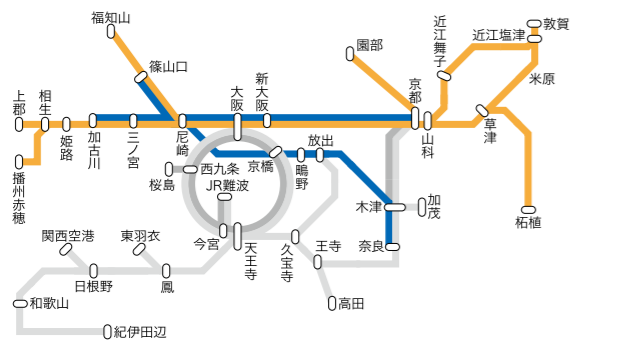 福知山
敦賀
近江舞子
近江塩津
園部
篠山口
米原
上郡
相生
大阪
新大阪
京都
姫路
加古川
三ノ宮
尼崎
山科
草津
放出
京橋
鴫野
西九条
桜島
JR難波
播州赤穂
木津
加茂
柘植
今宮
天王寺
久宝寺
王寺
奈良
関西空港
東羽衣
日根野
鳳
和歌山
高田
紀伊田辺